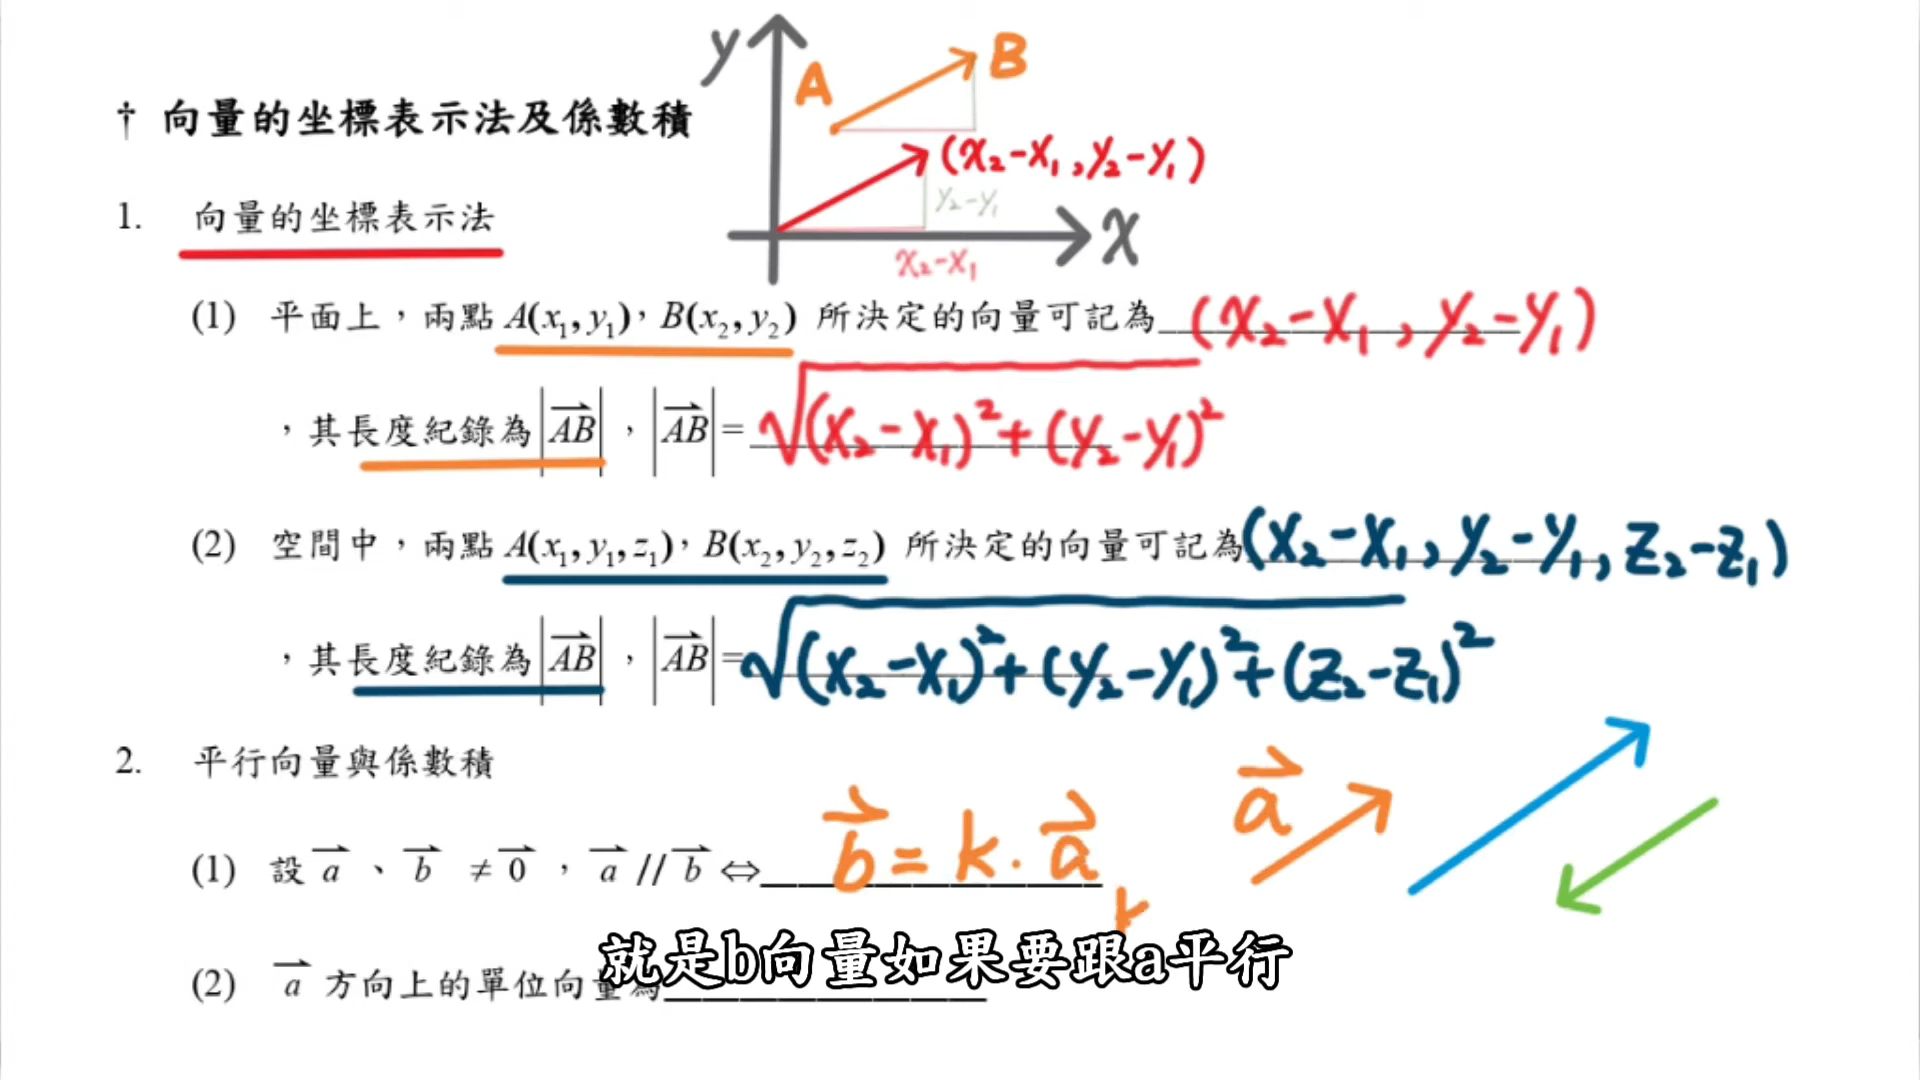 y
A B
† 向量的坐標表示法及係數積
(x₂-x₁,y₂-y₁)
y₂-y₁
1. 向量的坐標表示法
x
x₂-x₁
(1) 平面上，兩點 A(x₁,y₁)，B(x₂,y₂) 所決定的向量可記為 (x₂-x₁,y₂-y₁)
，其長度紀錄為|AB⃗|，|AB⃗|=√(x₂-x₁)²+(y₂-y₁)²
(2) 空間中，兩點 A(x₁,y₁,z₁)，B(x₂,y₂,z₂) 所決定的向量可記為(x₂-x₁,y₂-y₁,z₂-z₁)
，其長度紀錄為|AB⃗|，|AB⃗|=√(x₂-x₁)²+(y₂-y₁)²+(z₂-z₁)²
2. 平行向量與係數積
a⃗
(1) 設 a⃗、b⃗ ≠ 0⃗，a⃗ // b⃗ ⇔ b⃗ = k·a⃗
就是b向量如果要跟a平行
(2) a⃗ 方向上的單位向量為